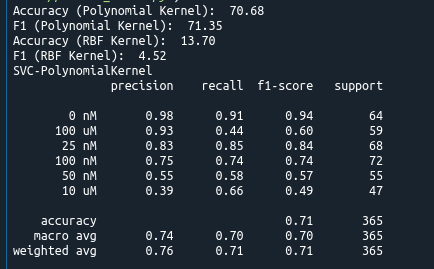 Accuracy (Polynomial Kernel):  70.68
F1 (Polynomial Kernel):  71.35
Accuracy (RBF Kernel):  13.70
F1 (RBF Kernel):  4.52
SVC-PolynomialKernel
              precision    recall  f1-score   support

        0 nM       0.98      0.91      0.94        64
      100 uM       0.93      0.44      0.60        59
       25 nM       0.83      0.85      0.84        68
      100 nM       0.75      0.74      0.74        72
       50 nM       0.55      0.58      0.57        55
       10 uM       0.39      0.66      0.49        47

    accuracy                           0.71       365
   macro avg       0.74      0.70      0.70       365
weighted avg       0.76      0.71      0.71       365